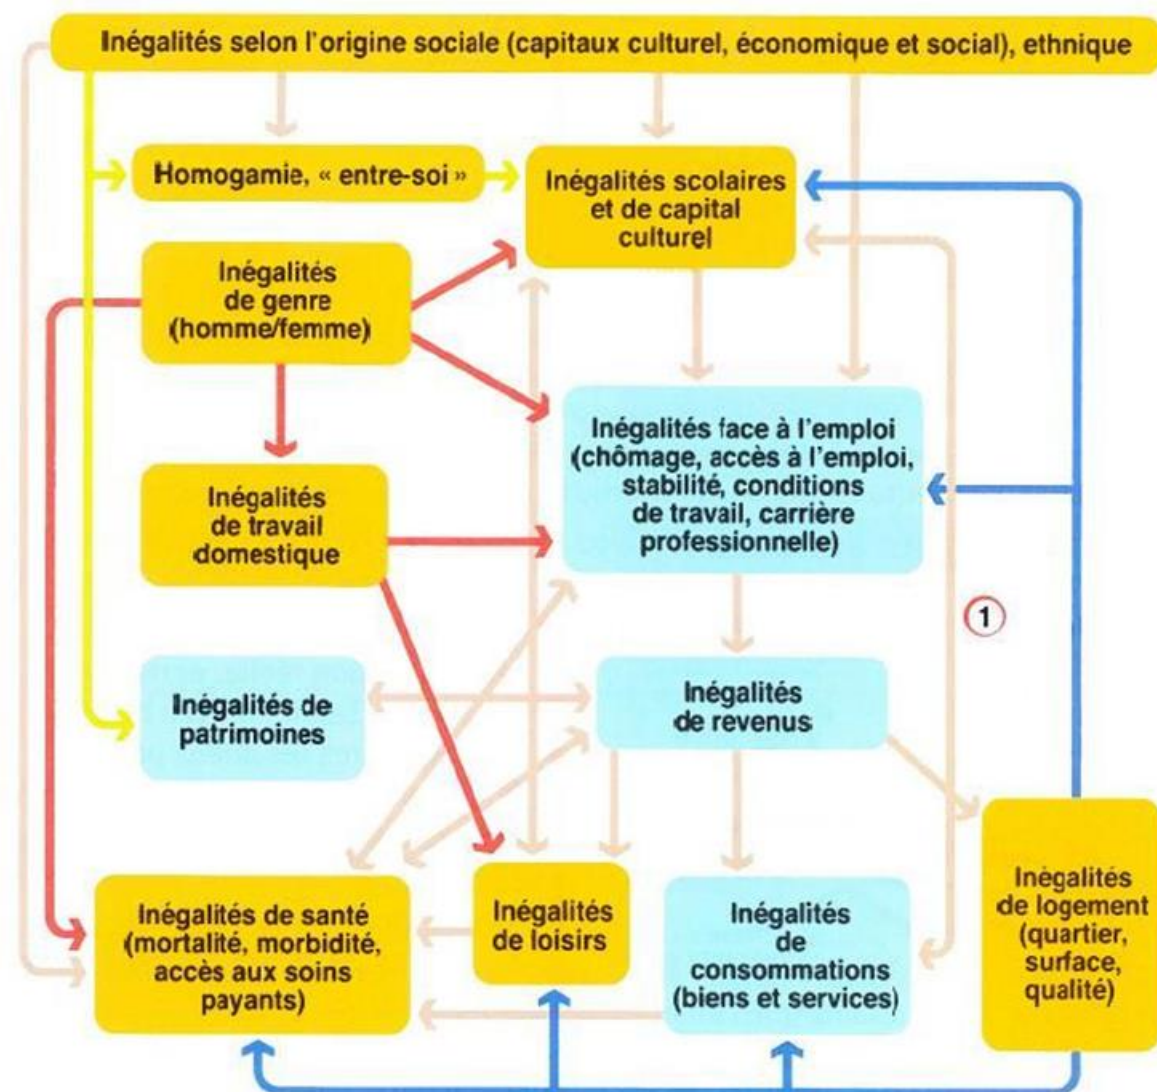 Inégalités selon l'origine sociale (capitaux culturel, économique et social), ethnique
Homogamie, « entre-soi »
Inégalités scolaires
et de capital
culturel
Inégalités
de genre
(homme/femme)
Inégalités face à l'emploi
(chômage, accès à l'emploi,
stabilité, conditions
de travail, carrière
professionnelle)
Inégalités
de travail
domestique
1
Inégalités de
patrimoines
Inégalités
de revenus
Inégalités de santé
(mortalité, morbidité,
accès aux soins
payants)
Inégalités
de loisirs
Inégalités
de
consommations
(biens et services)
Inégalités
de logement
(quartier,
surface,
qualité)